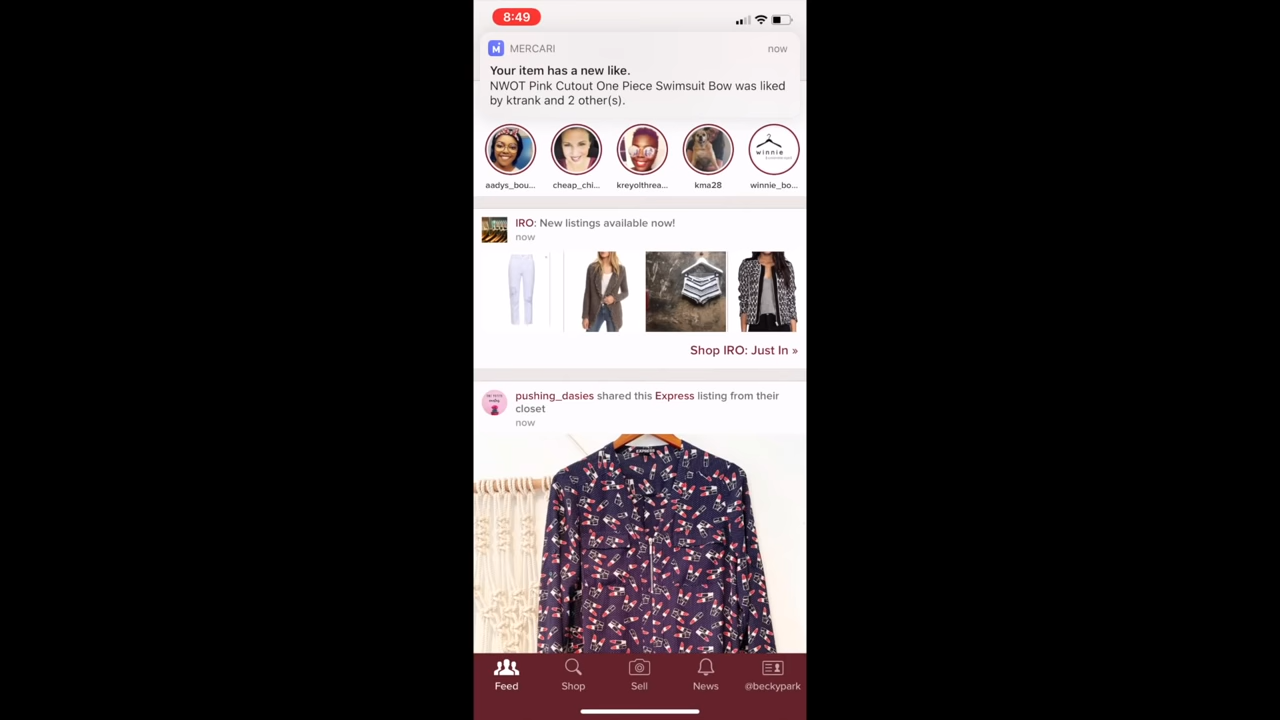 8:49
MERCARI
now
Your item has a new like.
NWOT Pink Cutout One Piece Swimsuit Bow was liked
by ktrank and 2 other(s).
aadys_bou...
cheap_chi...
kreyolthrea...
kma28
winnie_bo...
winnie
IRO: New listings available now!
now
Shop IRO: Just In »
pushing_dasies shared this Express listing from their
closet
now
EXPRESS
Feed
Shop
Sell
News
@beckypark